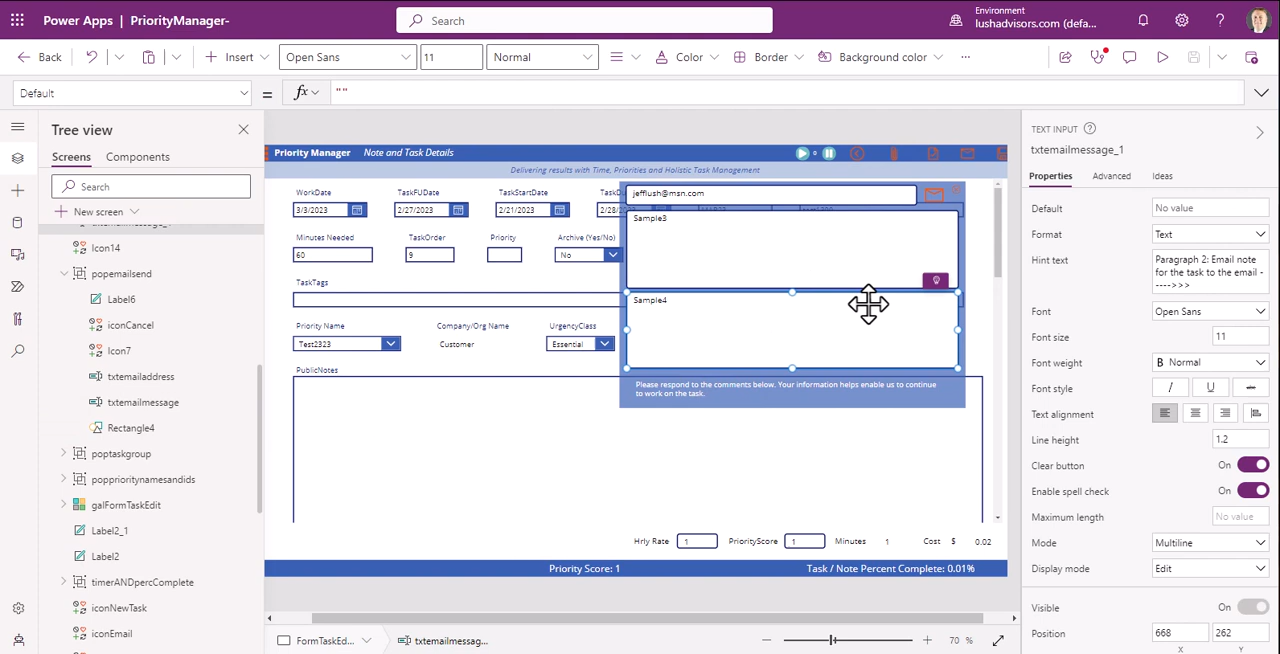 Power Apps | PriorityManager-
Search
Environment
lushadvisors.com (defa...
Back
Insert
Open Sans
11
Normal
Color
Border
Background color
Default
= fx
""
Tree view
Screens
Components
Search
New screen
Icon14
popemailsend
Label6
iconCancel
Icon7
txtemailaddress
txtemailmessage
Rectangle4
poptaskgroup
poppprioritynamesandids
galFormTaskEdit
Label2_1
Label2
timerANDpercComplete
iconNewTask
iconEmail
Priority Manager
Note and Task Details
0
Delivering results with Time, Priorities and Holistic Task Management
WorkDate
TaskFUDate
TaskStartDate
3/3/2023
2/27/2023
2/21/2023
2/28/
Minutes Needed
TaskOrder
Priority
Archive (Yes/No)
60
9
No
TaskTags
Priority Name
Company/Org Name
UrgencyClass
Test2323
Customer
Essential
PublicNotes
jefflush@msn.com
Sample3
Sample4
Please respond to the comments below. Your information helps enable us to continue
to work on the task.
Hrly Rate
1
PriorityScore
1
Minutes
1
Cost
$
0.02
Priority Score: 1
Task / Note Percent Complete: 0.01%
FormTaskEd...
txtemailmessag...
70 %
TEXT INPUT
txtemailmessage_1
Properties
Advanced
Ideas
Default
No value
Format
Text
Hint text
Paragraph 2: Email note
for the task to the email -
---->>>
Font
Open Sans
Font size
11
Font weight
B Normal
Font style
Text alignment
Line height
1.2
Clear button
On
Enable spell check
On
Maximum length
No value
Mode
Multiline
Display mode
Edit
Visible
On
Position
668
262
X
Y